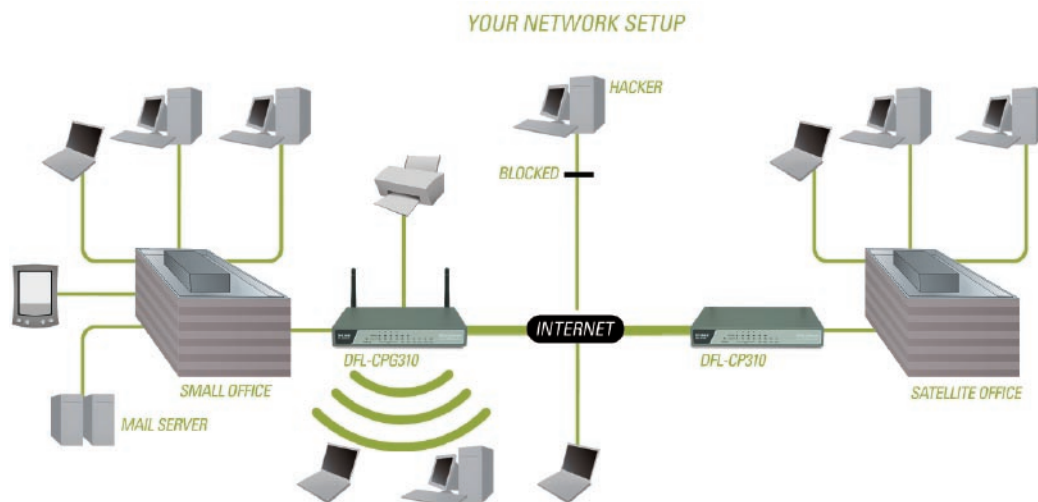 YOUR NETWORK SETUP
HACKER
BLOCKED
INTERNET
DFL-CPG310
DFL-CP310
SMALL OFFICE
SATELLITE OFFICE
MAIL SERVER